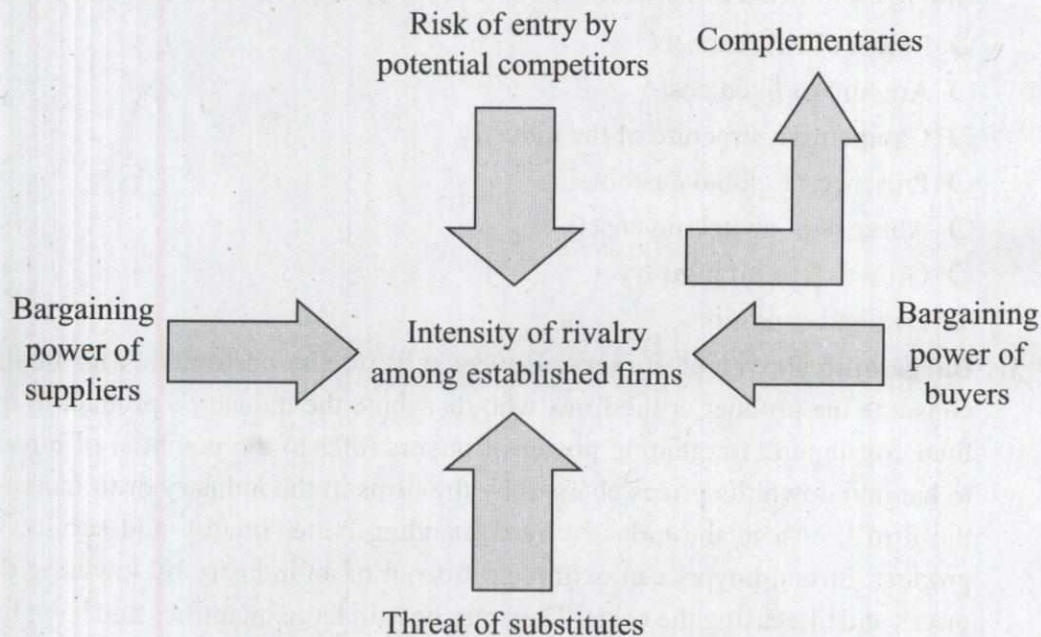 Risk of entry by
potential competitors
Complementaries
Bargaining
power of
suppliers
Intensity of rivalry
among established firms
Bargaining
power of
buyers
Threat of substitutes